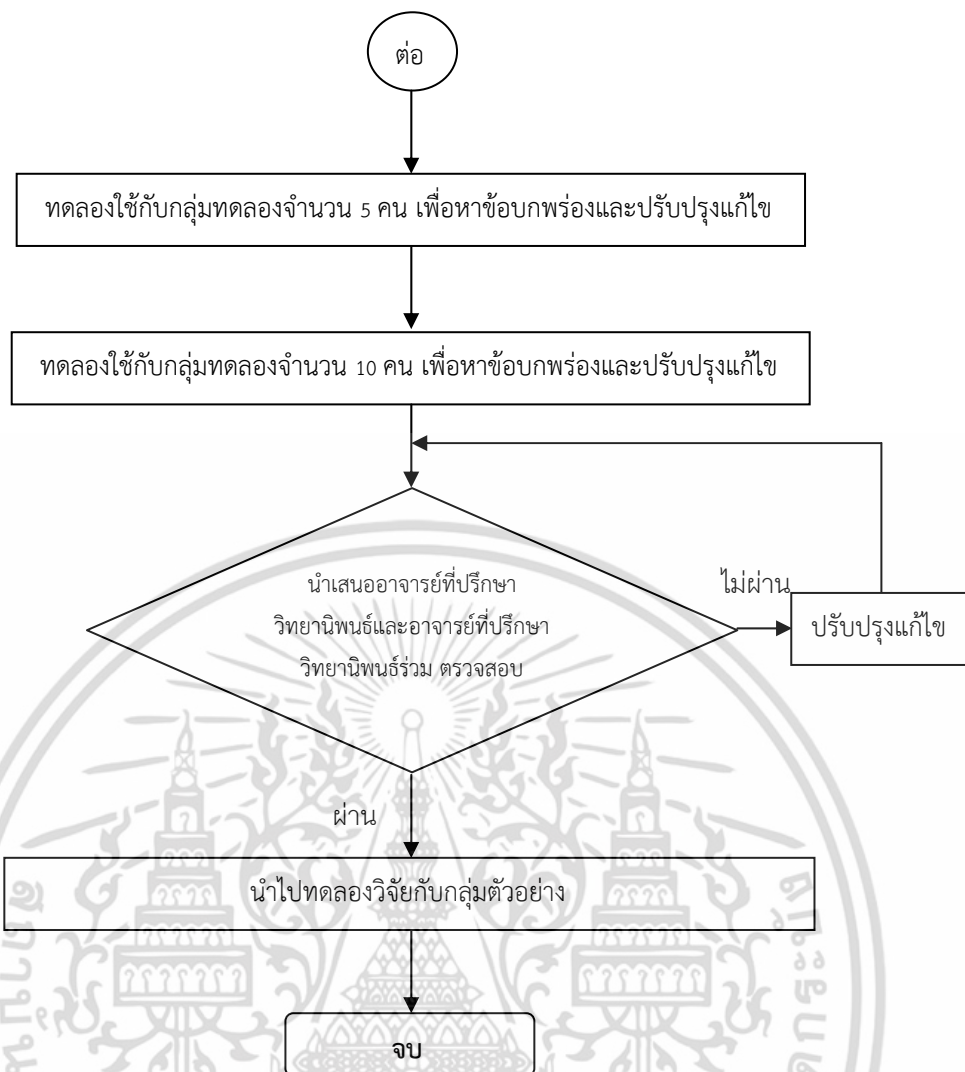 ต่อ
ทดลองใช้กับกลุ่มทดลองจำนวน 5 คน เพื่อหาข้อบกพร่องและปรับปรุงแก้ไข
ทดลองใช้กับกลุ่มทดลองจำนวน 10 คน เพื่อหาข้อบกพร่องและปรับปรุงแก้ไข
นำเสนออาจารย์ที่ปรึกษา
วิทยานิพนธ์และอาจารย์ที่ปรึกษา
วิทยานิพนธ์ร่วม ตรวจสอบ
ไม่ผ่าน
ปรับปรุงแก้ไข
ผ่าน
นำไปทดลองวิจัยกับกลุ่มตัวอย่าง
จบ